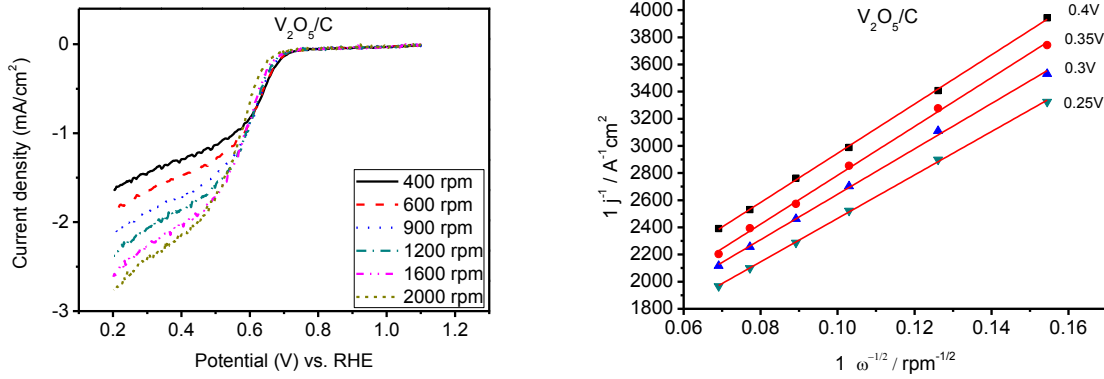 V₂O₅/C
0
-1
-2
-3
Current density (mA/cm²)
400 rpm
600 rpm
900 rpm
1200 rpm
1600 rpm
2000 rpm
0.2 0.4 0.6 0.8 1.0 1.2
Potential (V) vs. RHE
V₂O₅/C
4000
3800
3600
3400
3200
3000
2800
2600
2400
2200
2000
1800
1 j⁻¹ / A⁻¹cm²
0.4V
0.35V
0.3V
0.25V
0.06 0.08 0.10 0.12 0.14 0.16
1 ω⁻¹/² / rpm⁻¹/²